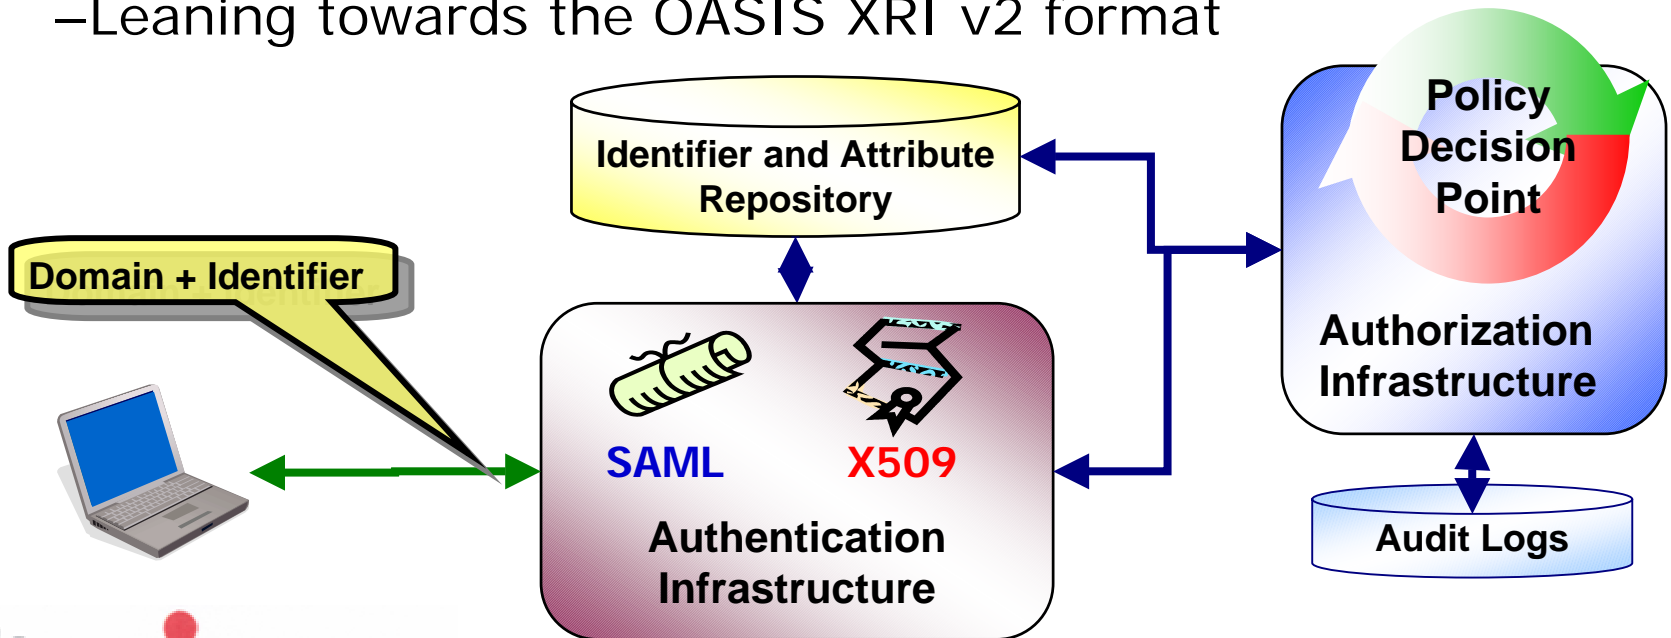 –Leaning towards the OASIS XRI v2 format
Policy
Decision
Point
Identifier and Attribute
Repository
Domain + Identifier
Authorization
Infrastructure
SAML
X509
Authentication
Infrastructure
Audit Logs